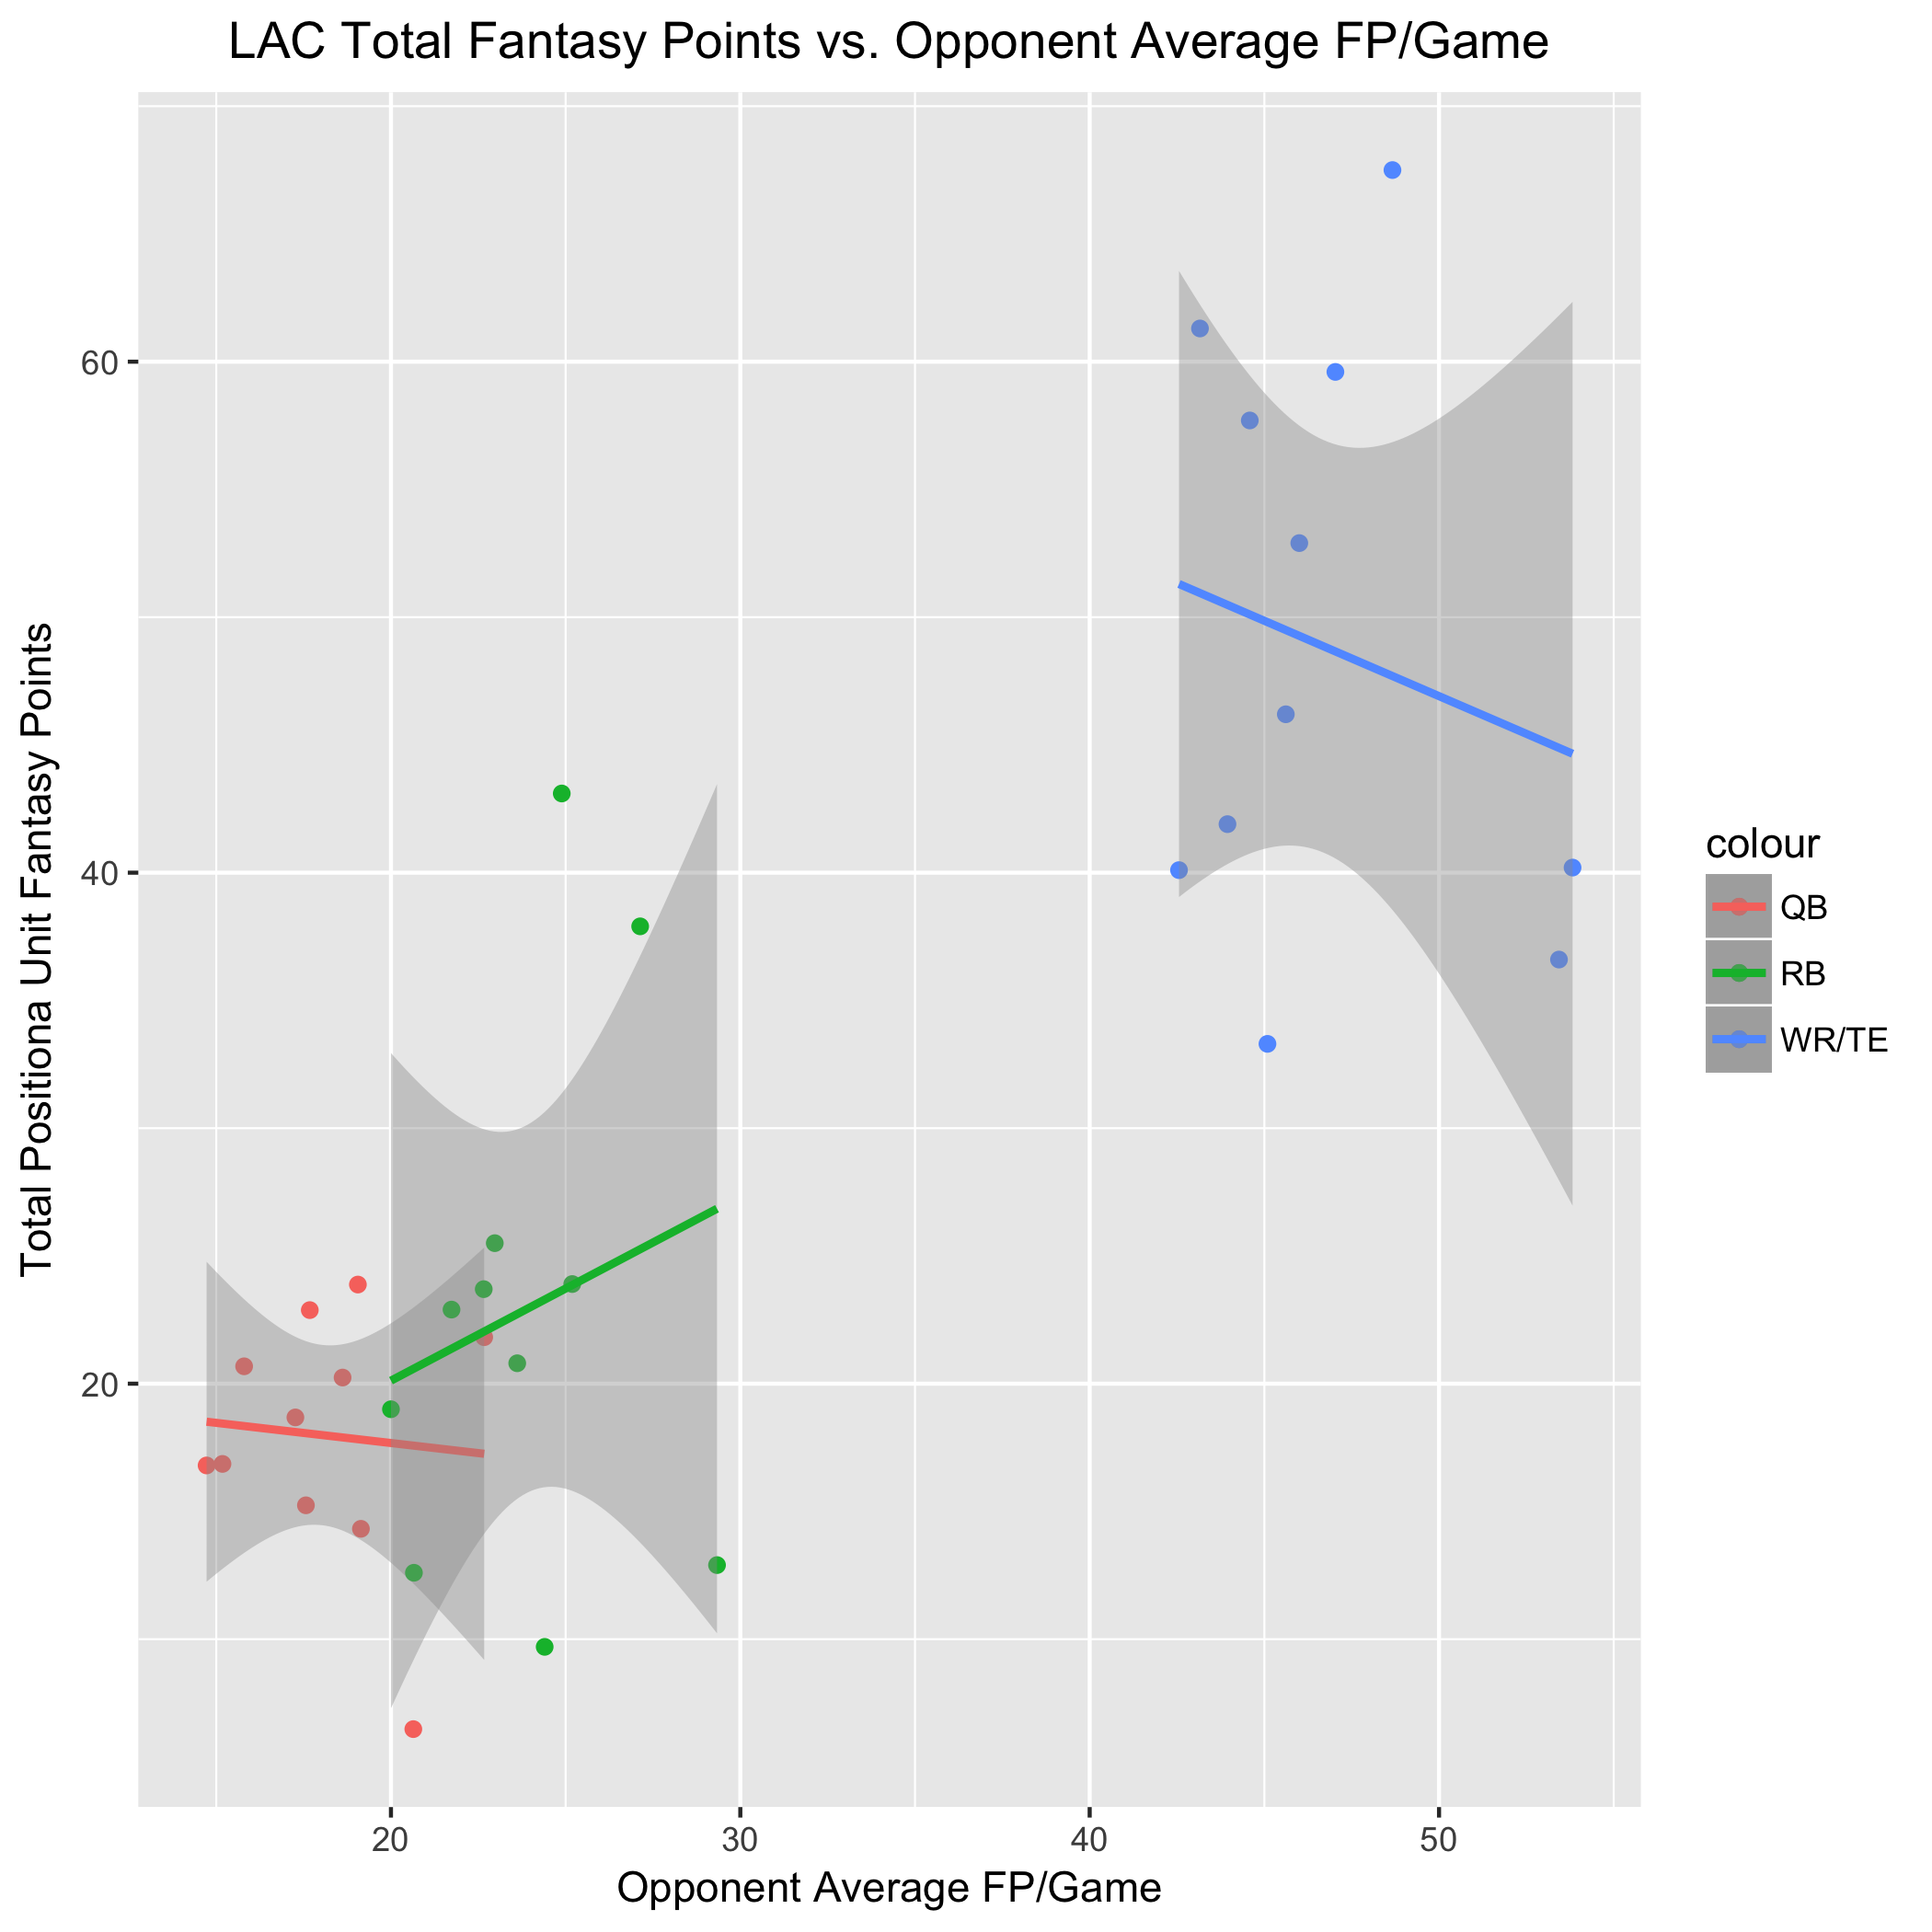 LAC Total Fantasy Points vs. Opponent Average FP/Game
Total Positiona Unit Fantasy Points
60
40
20
20
30
40
50
Opponent Average FP/Game
colour
QB
RB
WR/TE